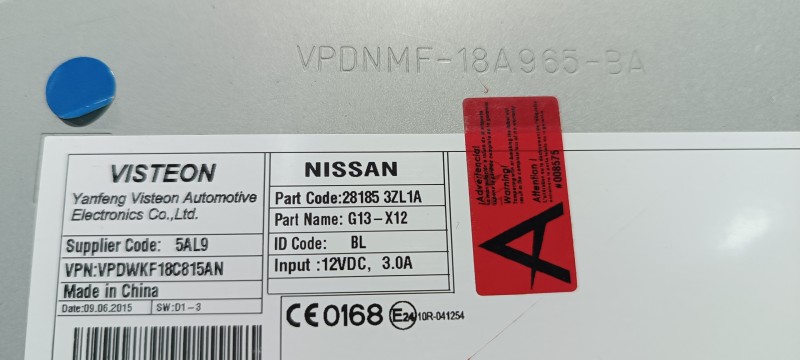 VPDNMF-18A965-BA
VISTEON
Yanfeng Visteon Automotive
Electronics Co.,Ltd.
Supplier Code: 5AL9
VPN:VPDWKF18C815AN
Made in China
Date:09.06.2015 SW:D1-3
NISSAN
Part Code:28185 3ZL1A
Part Name: G13-X12
ID Code: BL
Input :12VDC, 3.0A
CE0168 E24 10R-041254
¡Advertencia!
Warning!
Attention!
#008575
A